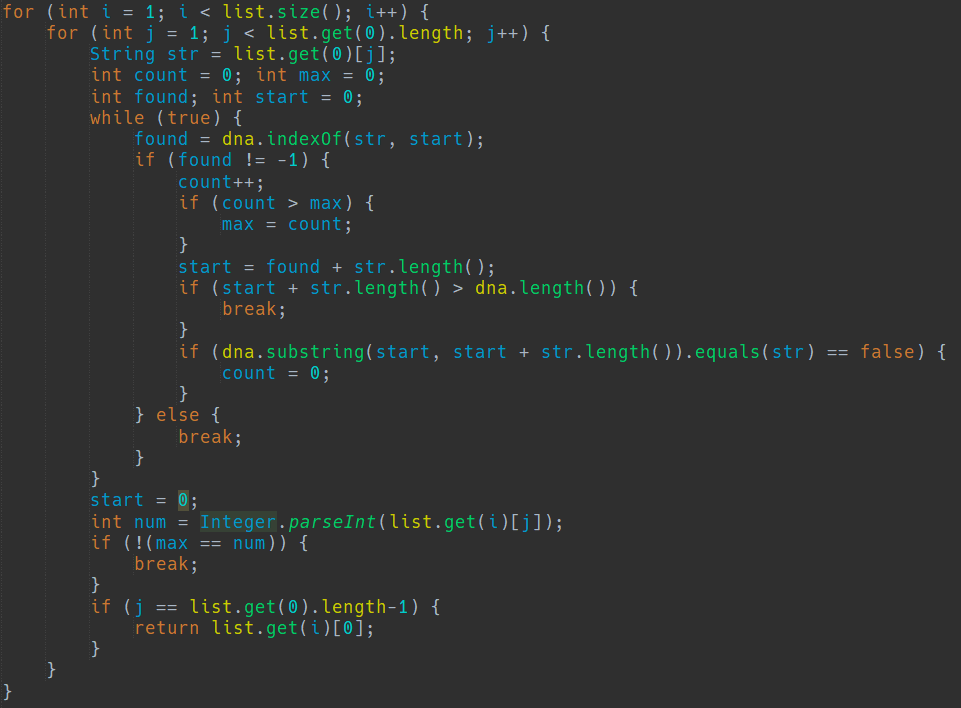 for (int i = 1; i < list.size(); i++) {
    for (int j = 1; j < list.get(0).length; j++) {
        String str = list.get(0)[j];
        int count = 0; int max = 0;
        int found; int start = 0;
        while (true) {
            found = dna.indexOf(str, start);
            if (found != -1) {
                count++;
                if (count > max) {
                    max = count;
                }
                start = found + str.length();
                if (start + str.length() > dna.length()) {
                    break;
                }
                if (dna.substring(start, start + str.length()).equals(str) == false) {
                    count = 0;
                }
            } else {
                break;
            }
        }
        start = 0;
        int num = Integer.parseInt(list.get(i)[j]);
        if (!(max == num)) {
            break;
        }
        if (j == list.get(0).length-1) {
            return list.get(i)[0];
        }
    }
}